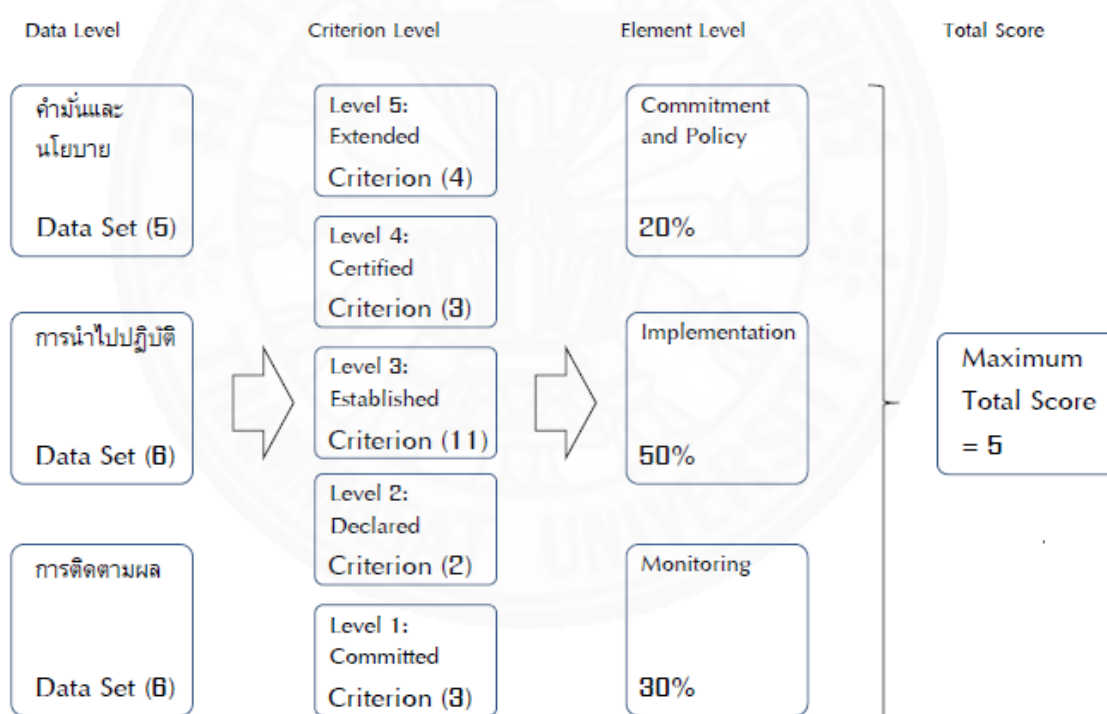 Data Level
Criterion Level
Element Level
Total Score
คำมั่นและ
นโยบาย
Data Set (5)
การนำไปปฏิบัติ
Data Set (6)
การติดตามผล
Data Set (6)
Level 5:
Extended
Criterion (4)
Level 4:
Certified
Criterion (3)
Level 3:
Established
Criterion (11)
Level 2:
Declared
Criterion (2)
Level 1:
Committed
Criterion (3)
Commitment
and Policy
20%
Implementation
50%
Monitoring
30%
Maximum
Total Score
= 5